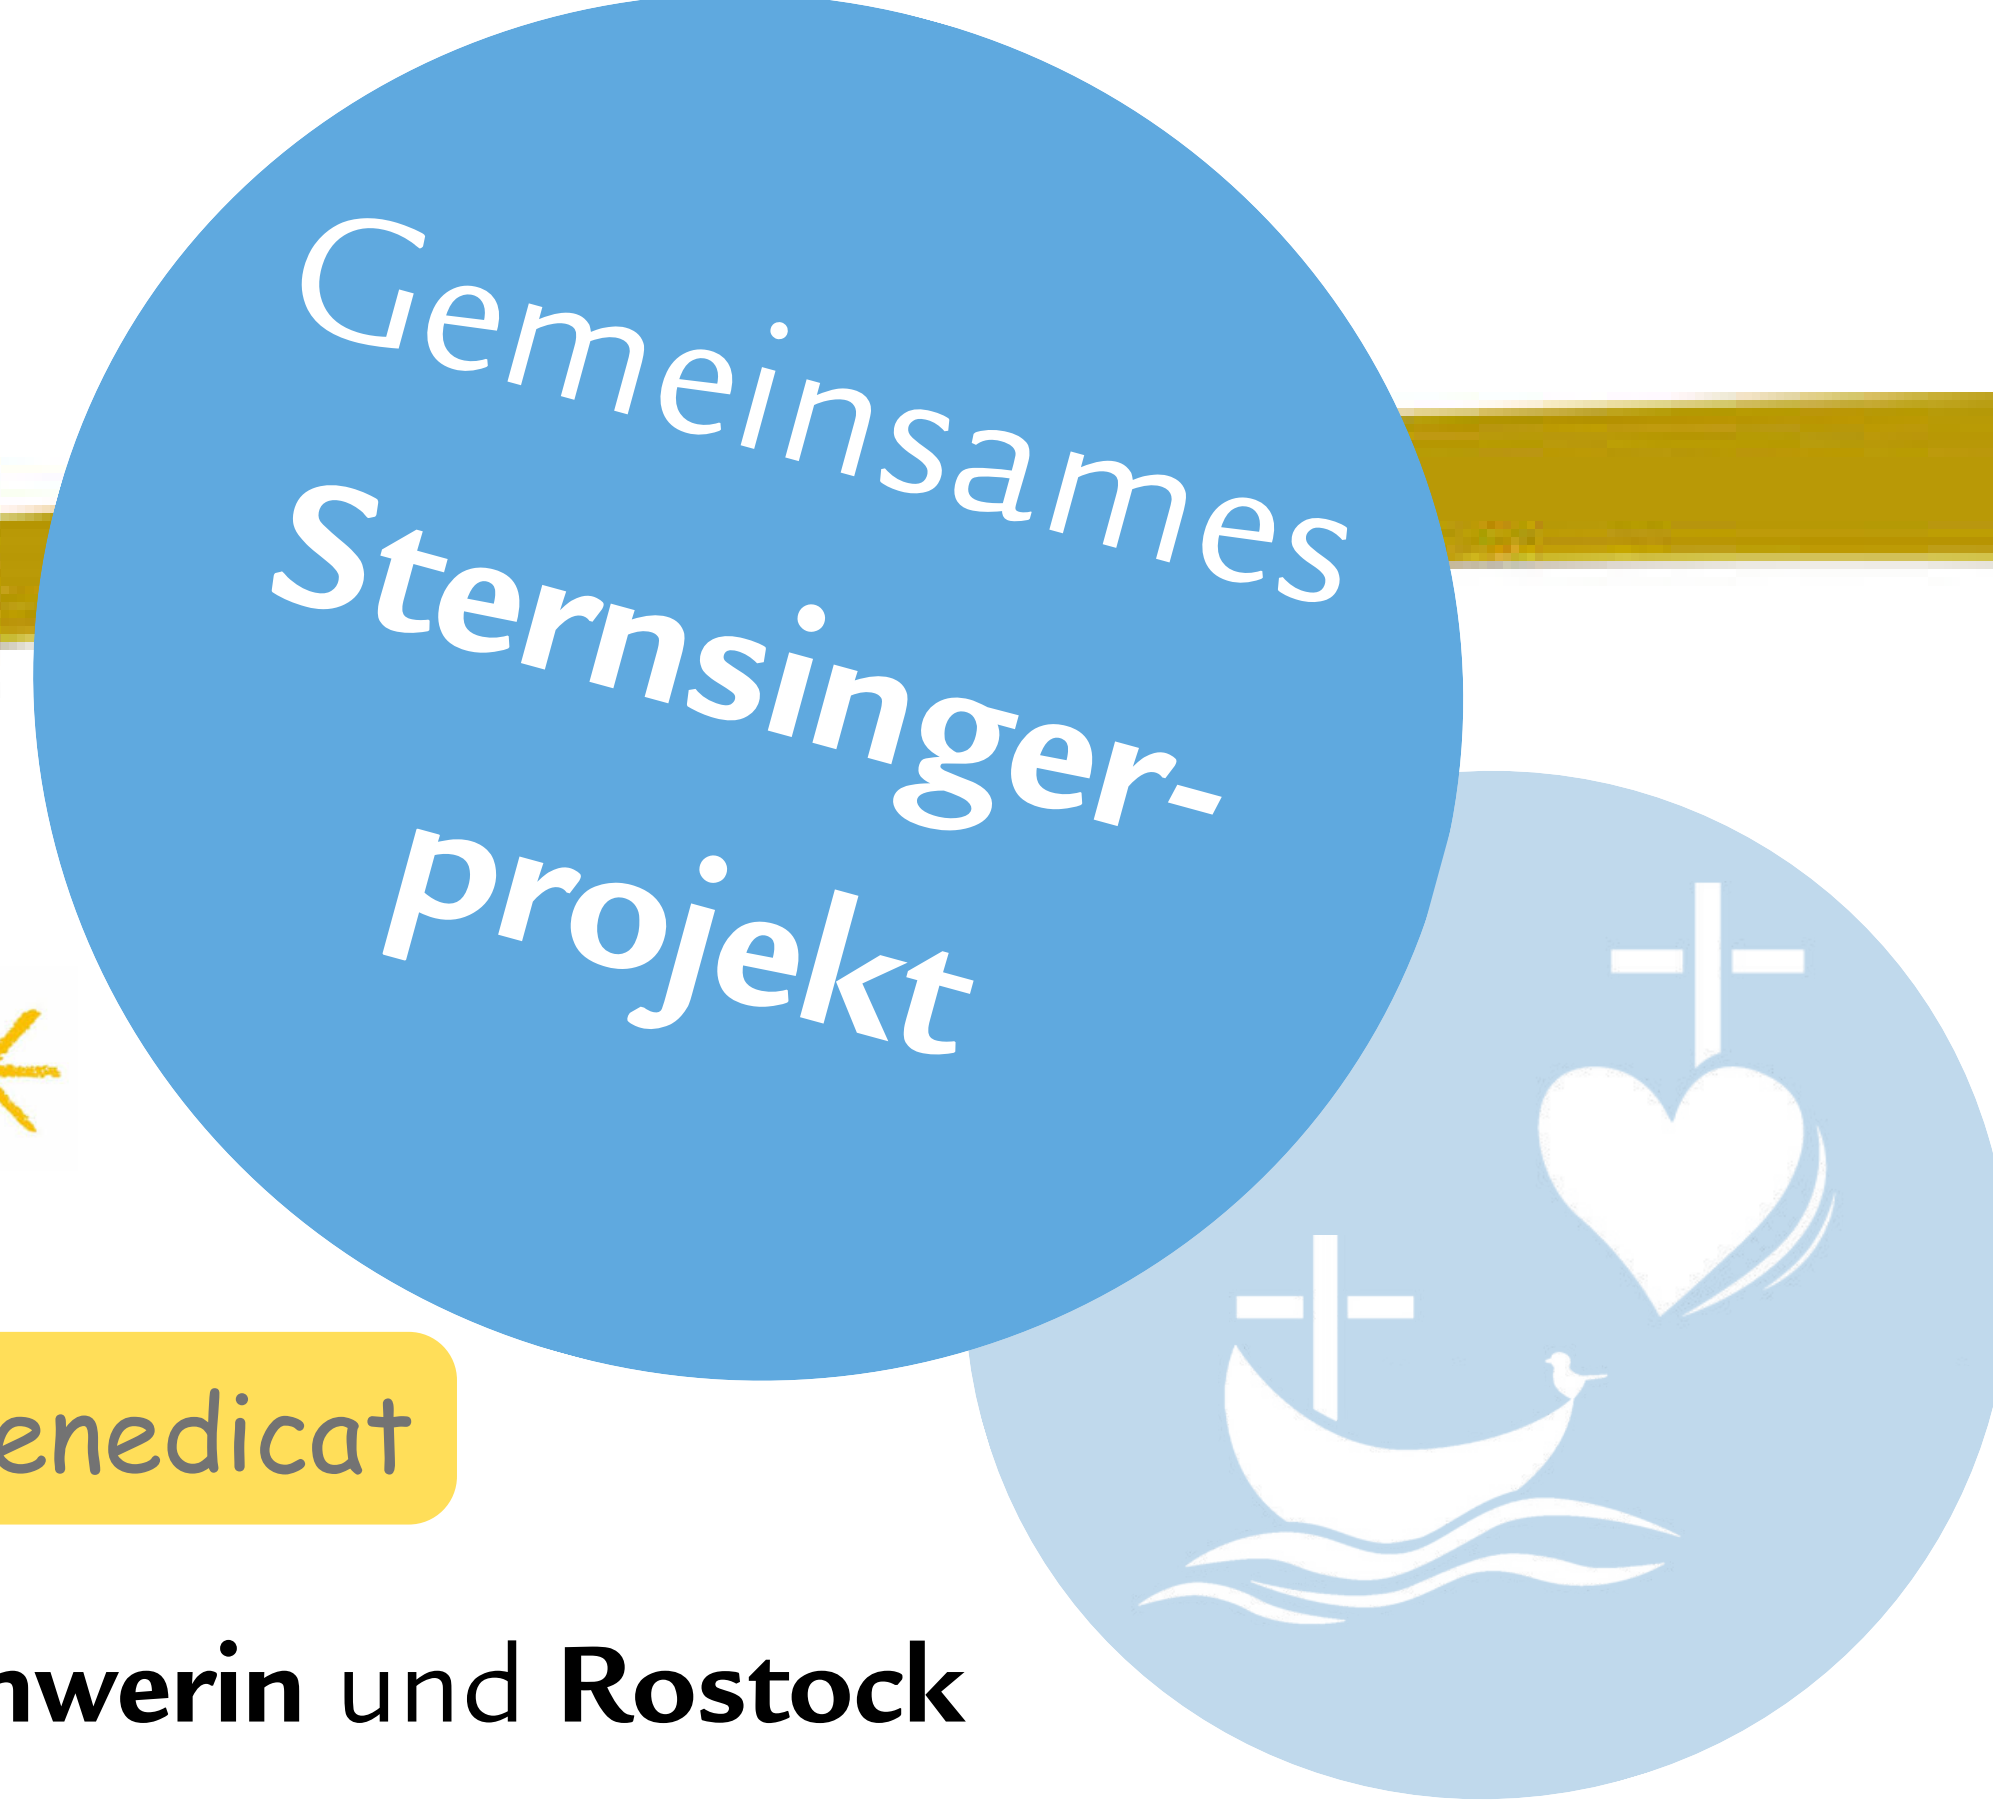 Gemeinsames
Sternsinger-
projekt
enedicat
nwerin und Rostock